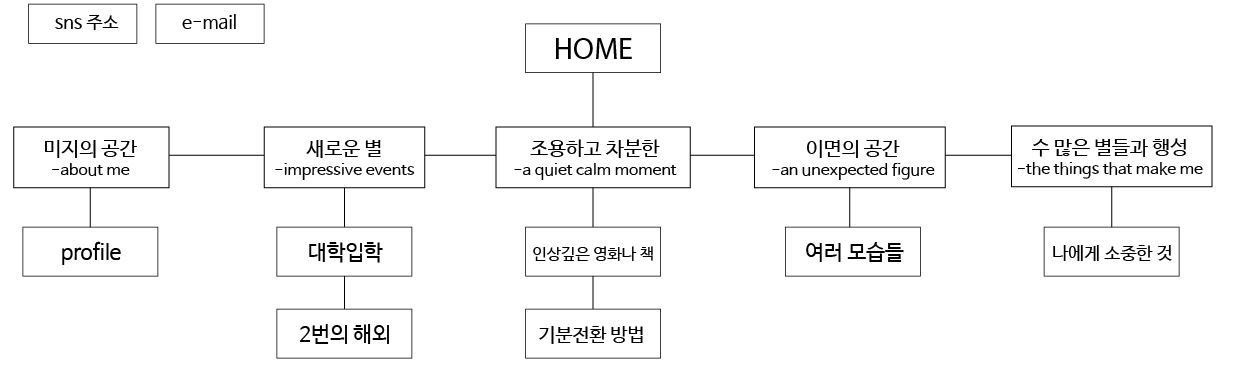 sns 주소
e-mail
HOME
미지의 공간
-about me
새로운 별
-impressive events
조용하고 차분한
-a quiet calm moment
이면의 공간
-an unexpected figure
수 많은 별들과 행성
-the things that make me
profile
대학입학
인상깊은 영화나 책
여러 모습들
나에게 소중한 것
2번의 해외
기분전환 방법